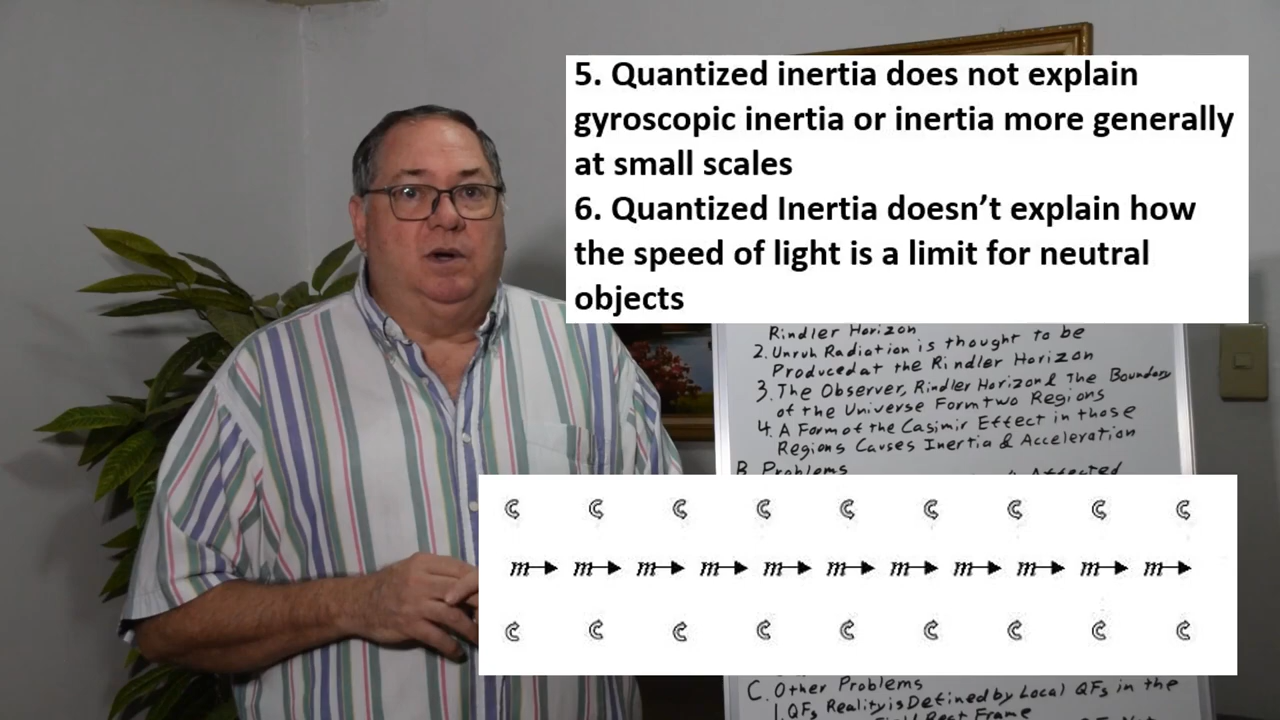 5. Quantized inertia does not explain
gyroscopic inertia or inertia more generally
at small scales
6. Quantized Inertia doesn’t explain how
the speed of light is a limit for neutral
objects
Rindler Horizon
2. Unruh Radiation is thought to be
Produced at the Rindler Horizon
3. The Observer, Rindler Horizon & The Boundary
of the Universe Form two Regions
4. A Form of the Casimir Effect in those
Regions Causes Inertia & Acceleration
B. Problems
Affected
ℂ ℂ ℂ ℂ ℂ ℂ ℂ ℂ ℂ
m→ m→ m→ m→ m→ m→ m→ m→ m→ m→ m→
ℂ ℂ ℂ ℂ ℂ ℂ ℂ ℂ ℂ
C. Other Problems
1. QFs Reality is Defined by Local QFs in the
Field Rest Frame